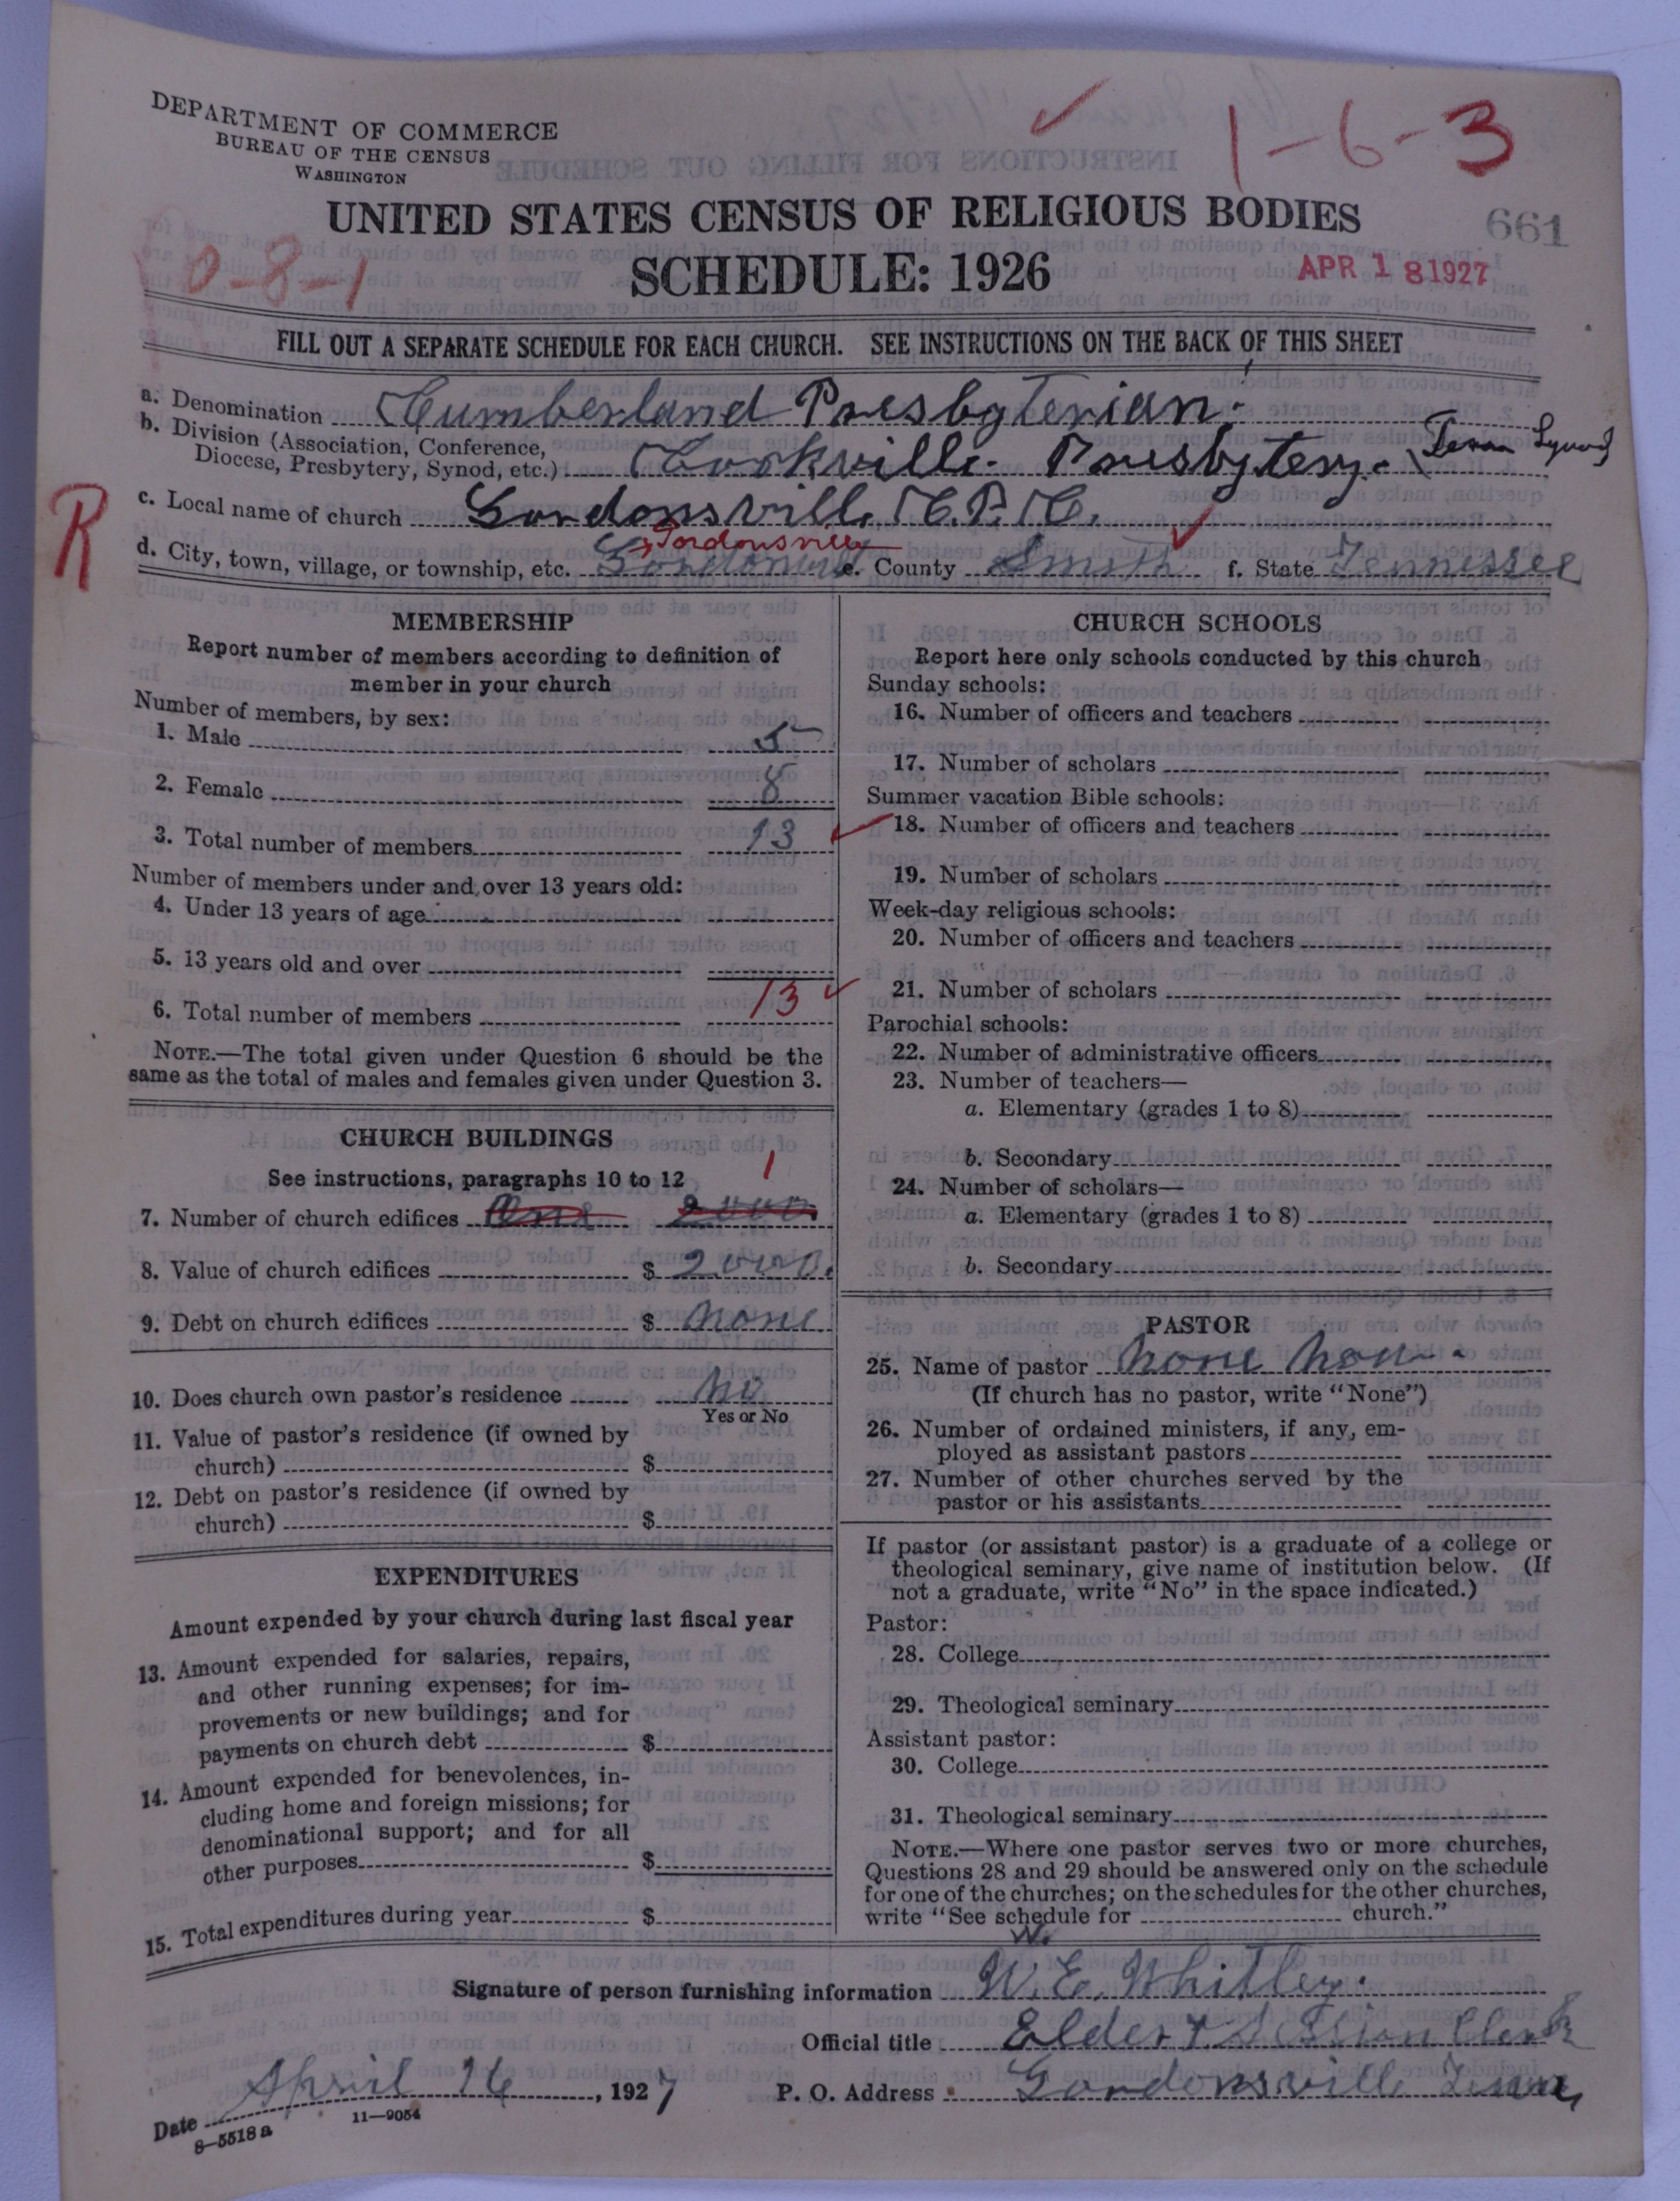 DEPARTMENT OF COMMERCE
BUREAU OF THE CENSUS
WASHINGTON
1-6-3
UNITED STATES CENSUS OF RELIGIOUS BODIES
661
SCHEDULE: 1926
APR 18 1927
0-8-1
FILL OUT A SEPARATE SCHEDULE FOR EACH CHURCH. SEE INSTRUCTIONS ON THE BACK OF THIS SHEET
a. Denomination Cumberland Presbyterian.
b. Division (Association, Conference,
Diocese, Presbytery, Synod, etc.) Cookville. Presbytery. Tenn Synod
R
c. Local name of church Gordonsville C.P.C.
Gordonsville
d. City, town, village, or township, etc. e. County Smith f. State Tennessee
MEMBERSHIP
Report number of members according to definition of
member in your church
Number of members, by sex:
1. Male 5
2. Female 8
3. Total number of members 13
Number of members under and over 13 years old:
4. Under 13 years of age
5. 13 years old and over
6. Total number of members 13
NOTE.—The total given under Question 6 should be the
same as the total of males and females given under Question 3.
CHURCH BUILDINGS
See instructions, paragraphs 10 to 12
1
7. Number of church edifices One 2000.
8. Value of church edifices $ 2000.
9. Debt on church edifices $ none
10. Does church own pastor's residence No
Yes or No
11. Value of pastor's residence (if owned by
church) $
12. Debt on pastor's residence (if owned by
church) $
EXPENDITURES
Amount expended by your church during last fiscal year
13. Amount expended for salaries, repairs,
and other running expenses; for im-
provements or new buildings; and for
payments on church debt $
14. Amount expended for benevolences, in-
cluding home and foreign missions; for
denominational support; and for all
other purposes $
15. Total expenditures during year $
CHURCH SCHOOLS
Report here only schools conducted by this church
Sunday schools:
16. Number of officers and teachers
17. Number of scholars
Summer vacation Bible schools:
18. Number of officers and teachers
19. Number of scholars
Week-day religious schools:
20. Number of officers and teachers
21. Number of scholars
Parochial schools:
22. Number of administrative officers
23. Number of teachers—
a. Elementary (grades 1 to 8)
b. Secondary
24. Number of scholars—
a. Elementary (grades 1 to 8)
b. Secondary
PASTOR
25. Name of pastor none
(If church has no pastor, write "None")
26. Number of ordained ministers, if any, em-
ployed as assistant pastors
27. Number of other churches served by the
pastor or his assistants
If pastor (or assistant pastor) is a graduate of a college or
theological seminary, give name of institution below. (If
not a graduate, write "No" in the space indicated.)
Pastor:
28. College
29. Theological seminary
Assistant pastor:
30. College
31. Theological seminary
NOTE.—Where one pastor serves two or more churches,
Questions 28 and 29 should be answered only on the schedule
for one of the churches; on the schedules for the other churches,
write "See schedule for church."
Signature of person furnishing information W. E. Whitley.
Official title Elder & Session Clerk
Date April 16, 1927 P. O. Address Gordonsville Tenn
8—5518 a 11—9054